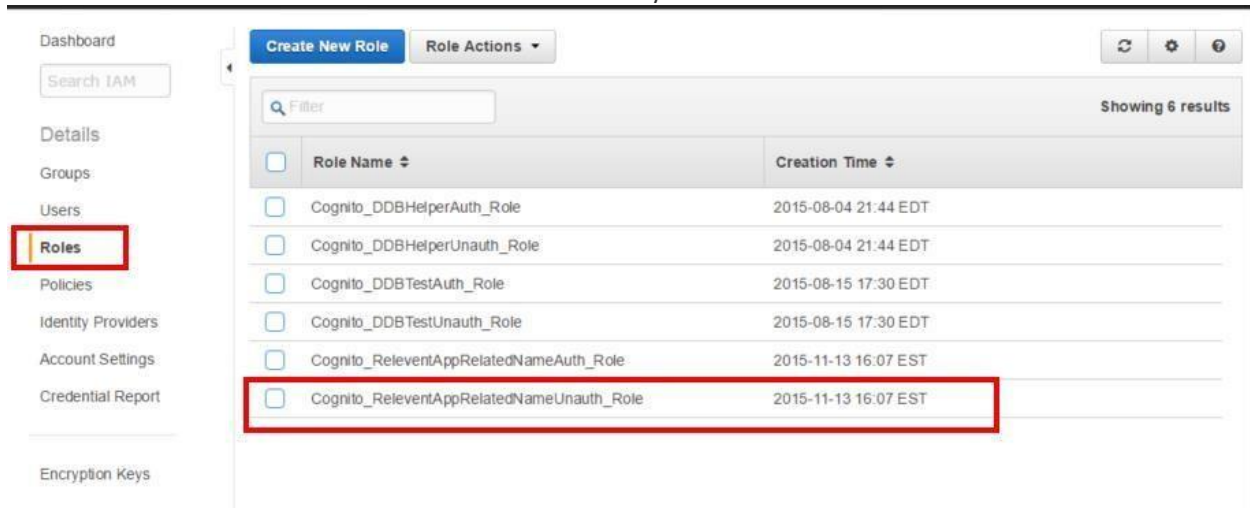 Dashboard
Search IAM
Details
Groups
Users
Roles
Policies
Identity Providers
Account Settings
Credential Report
Encryption Keys
Create New Role Role Actions
Filter Showing 6 results
Role Name Creation Time
Cognito_DDBHelperAuth_Role 2015-08-04 21:44 EDT
Cognito_DDBHelperUnauth_Role 2015-08-04 21:44 EDT
Cognito_DDBTestAuth_Role 2015-08-15 17:30 EDT
Cognito_DDBTestUnauth_Role 2015-08-15 17:30 EDT
Cognito_ReleventAppRelatedNameAuth_Role 2015-11-13 16:07 EST
Cognito_ReleventAppRelatedNameUnauth_Role 2015-11-13 16:07 EST